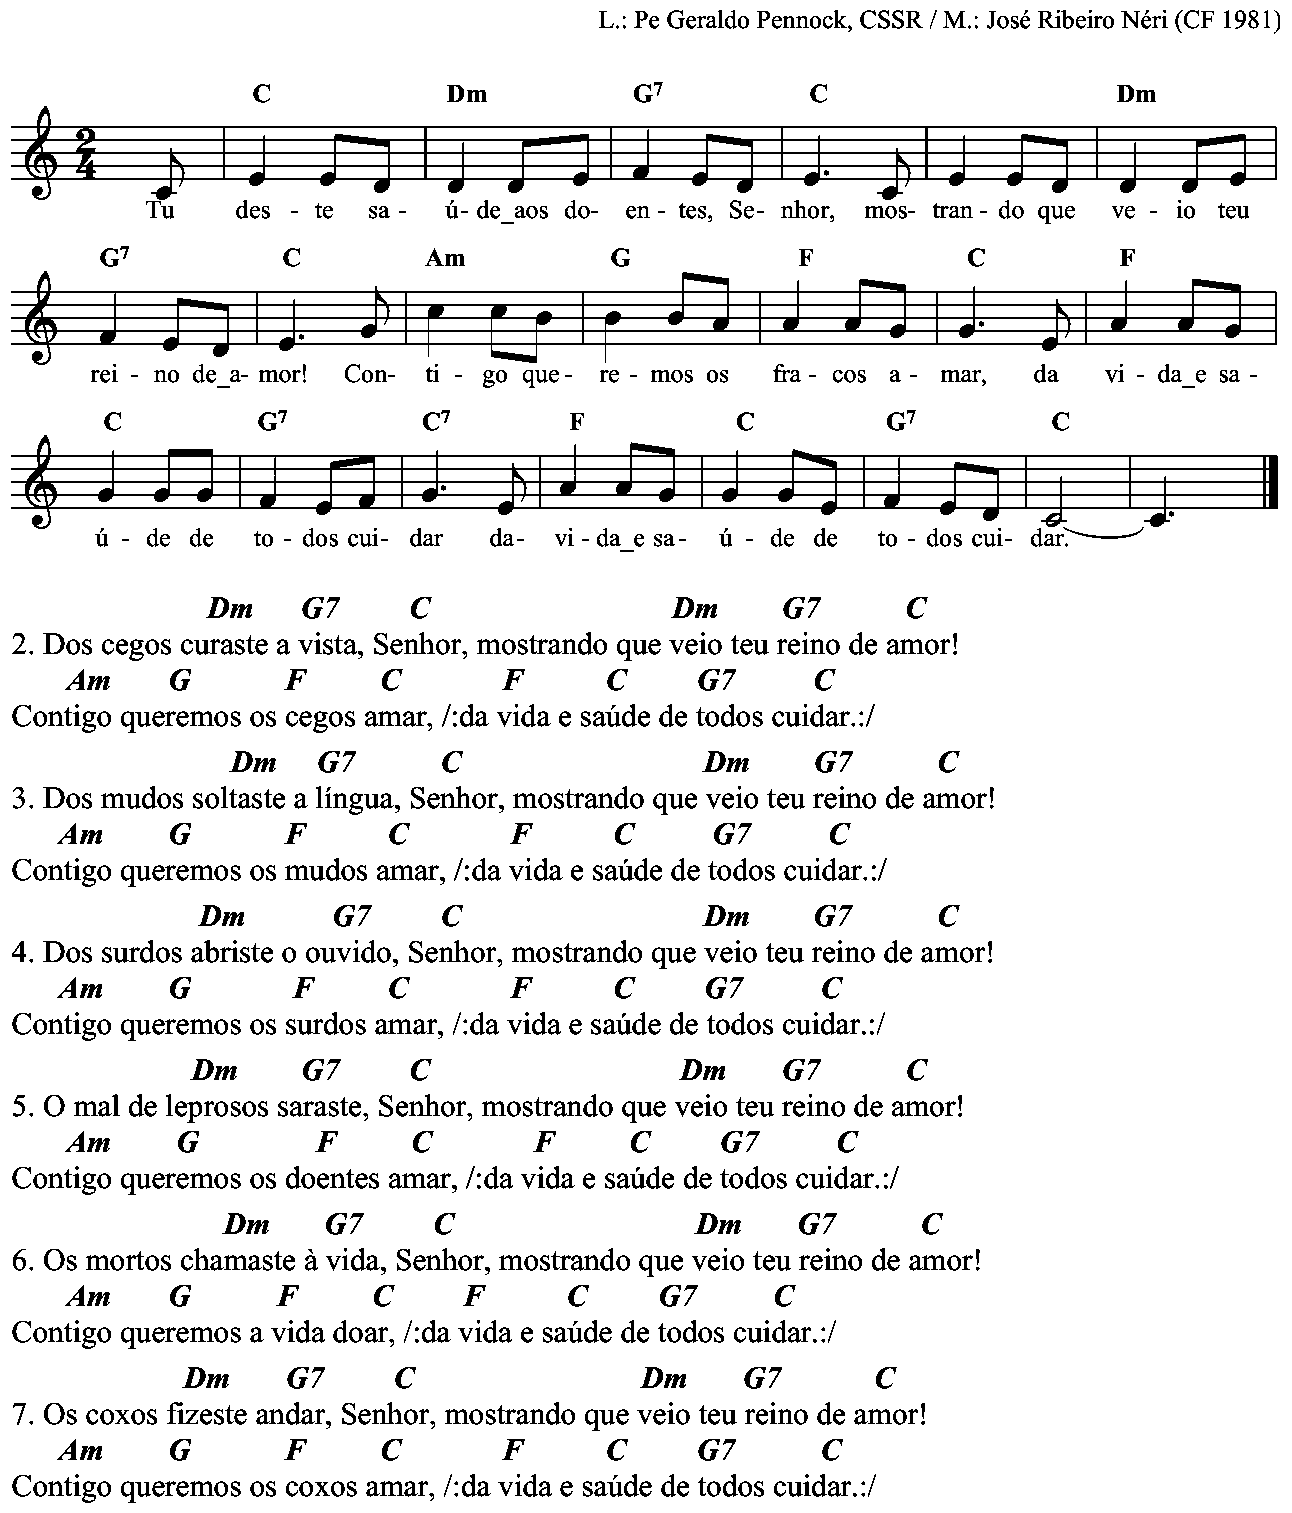 L.: Pe Geraldo Pennock, CSSR / M.: José Ribeiro Néri (CF 1981)
C Dm G7 C Dm
2 4
Tu des - te sa- ú-de_aos do- en-tes, Se- nhor, mos- tran-do que ve - io teu
G7 C Am G F C F
rei - no de_a- mor! Con- ti - go que- re - mos os fra - cos a - mar, da vi - da_e sa -
C G7 C7 F C G7 C
ú - de de to - dos cui- dar da- vi - da_e sa- ú - de de to - dos cui- dar.
Dm G7 C Dm G7 C
2. Dos cegos curaste a vista, Senhor, mostrando que veio teu reino de amor!
Am G F C F C G7 C
Contigo queremos os cegos amar, /:da vida e saúde de todos cuidar.:/
Dm G7 C Dm G7 C
3. Dos mudos soltaste a língua, Senhor, mostrando que veio teu reino de amor!
Am G F C F C G7 C
Contigo queremos os mudos amar, /:da vida e saúde de todos cuidar.:/
Dm G7 C Dm G7 C
4. Dos surdos abriste o ouvido, Senhor, mostrando que veio teu reino de amor!
Am G F C F C G7 C
Contigo queremos os surdos amar, /:da vida e saúde de todos cuidar.:/
Dm G7 C Dm G7 C
5. O mal de leprosos saraste, Senhor, mostrando que veio teu reino de amor!
Am G F C F C G7 C
Contigo queremos os doentes amar, /:da vida e saúde de todos cuidar.:/
Dm G7 C Dm G7 C
6. Os mortos chamaste à vida, Senhor, mostrando que veio teu reino de amor!
Am G F C F C G7 C
Contigo queremos a vida doar, /:da vida e saúde de todos cuidar.:/
Dm G7 C Dm G7 C
7. Os coxos fizeste andar, Senhor, mostrando que veio teu reino de amor!
Am G F C F C G7 C
Contigo queremos os coxos amar, /:da vida e saúde de todos cuidar.:/